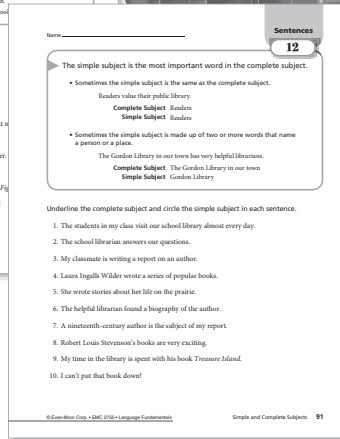 Sentences
Name
12
The simple subject is the most important word in the complete subject.
• Sometimes the simple subject is the same as the complete subject.
Readers value their public library.
Complete Subject Readers
Simple Subject Readers
• Sometimes the simple subject is made up of two or more words that name
a person or a place.
The Gordon Library in our town has very helpful librarians.
Complete Subject The Gordon Library in our town
Simple Subject Gordon Library
Underline the complete subject and circle the simple subject in each sentence.
1. The students in my class visit our school library almost every day.
2. The school librarian answers our questions.
3. My classmate is writing a report on an author.
4. Laura Ingalls Wilder wrote a series of popular books.
5. She wrote stories about her life on the prairie.
6. The helpful librarian found a biography of the author.
7. A nineteenth-century author is the subject of my report.
8. Robert Louis Stevenson's books are very exciting.
9. My time in the library is spent with his book Treasure Island.
10. I can't put that book down!
© Evan-Moor Corp. • EMC 2755 • Language Fundamentals
Simple and Complete Subjects 91